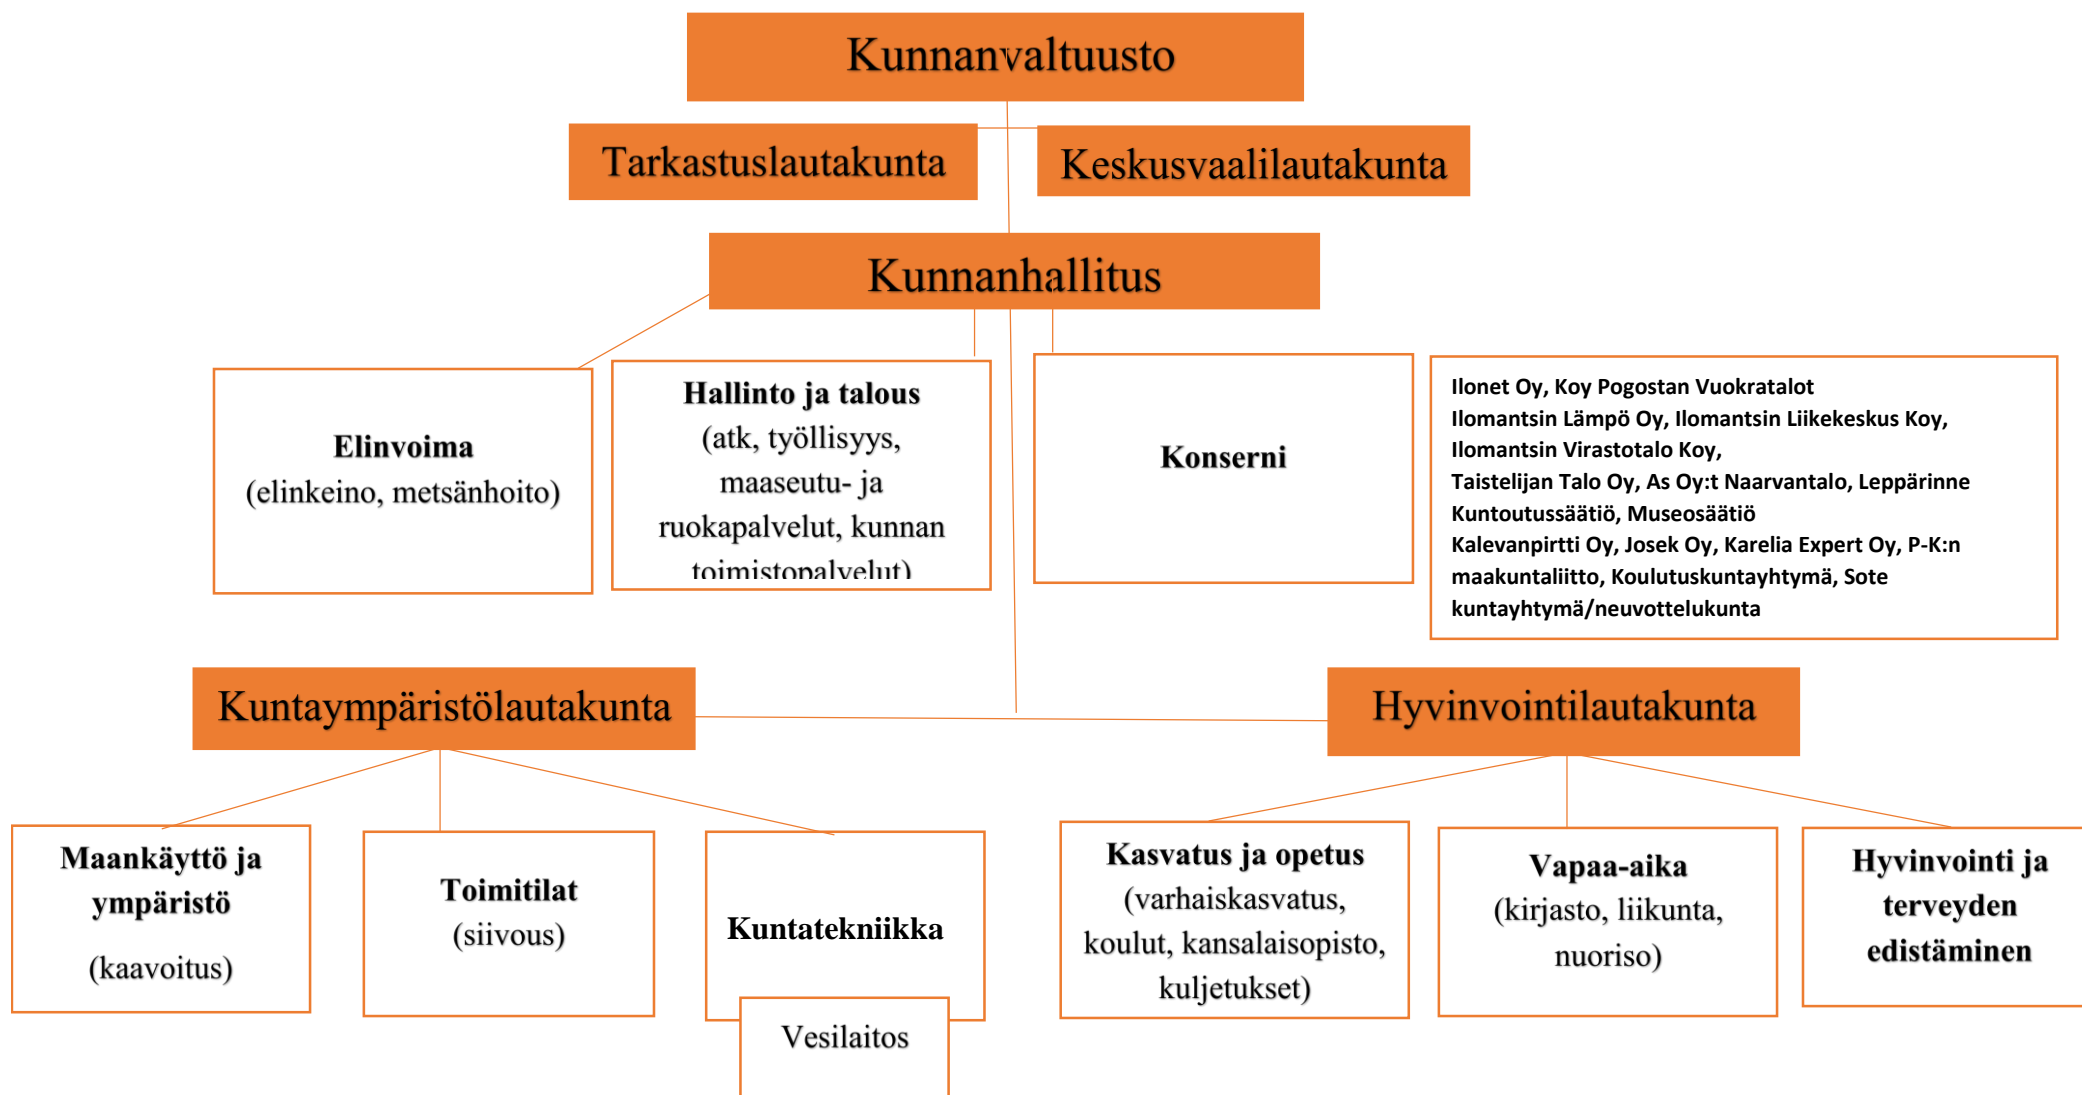 Kunnanvaltuusto
Tarkastuslautakunta
Keskusvaalilautakunta
Kunnanhallitus
Elinvoima
(elinkeino, metsänhoito)
Hallinto ja talous
(atk, työllisyys,
maaseutu- ja
ruokapalvelut, kunnan
toimistopalvelut)
Konserni
Ilonet Oy, Koy Pogostan Vuokratalot
Ilomantsin Lämpö Oy, Ilomantsin Liikekeskus Koy,
Ilomantsin Virastotalo Koy,
Taistelijan Talo Oy, As Oy:t Naarvantalo, Leppärinne
Kuntoutussäätiö, Museosäätiö
Kalevanpirtti Oy, Josek Oy, Karelia Expert Oy, P-K:n
maakuntaliitto, Koulutuskuntayhtymä, Sote
kuntayhtymä/neuvottelukunta
Kuntaympäristölautakunta
Hyvinvointilautakunta
Maankäyttö ja
ympäristö
(kaavoitus)
Toimitilat
(siivous)
Kuntatekniikka
Vesilaitos
Kasvatus ja opetus
(varhaiskasvatus,
koulut, kansalaisopisto,
kuljetukset)
Vapaa-aika
(kirjasto, liikunta,
nuoriso)
Hyvinvointi ja
terveyden
edistäminen